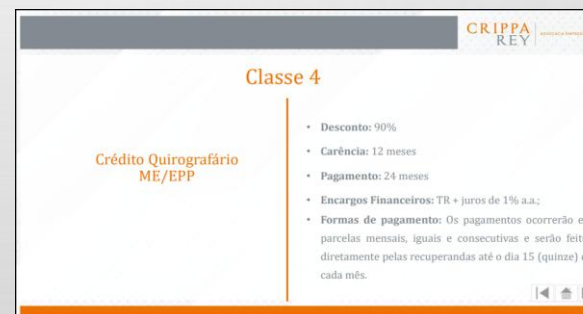 CRIPPA
REY
Classe 4
Crédito Quirografário
ME/EPP
• Desconto: 90%
• Carência: 12 meses
• Pagamento: 24 meses
• Encargos Financeiros: TR + juros de 1% a.a.;
• Formas de pagamento: Os pagamentos ocorrerão e
parcelas mensais, iguais e consecutivas e serão feit
diretamente pelas recuperandas até o dia 15 (quinze)
cada mês.